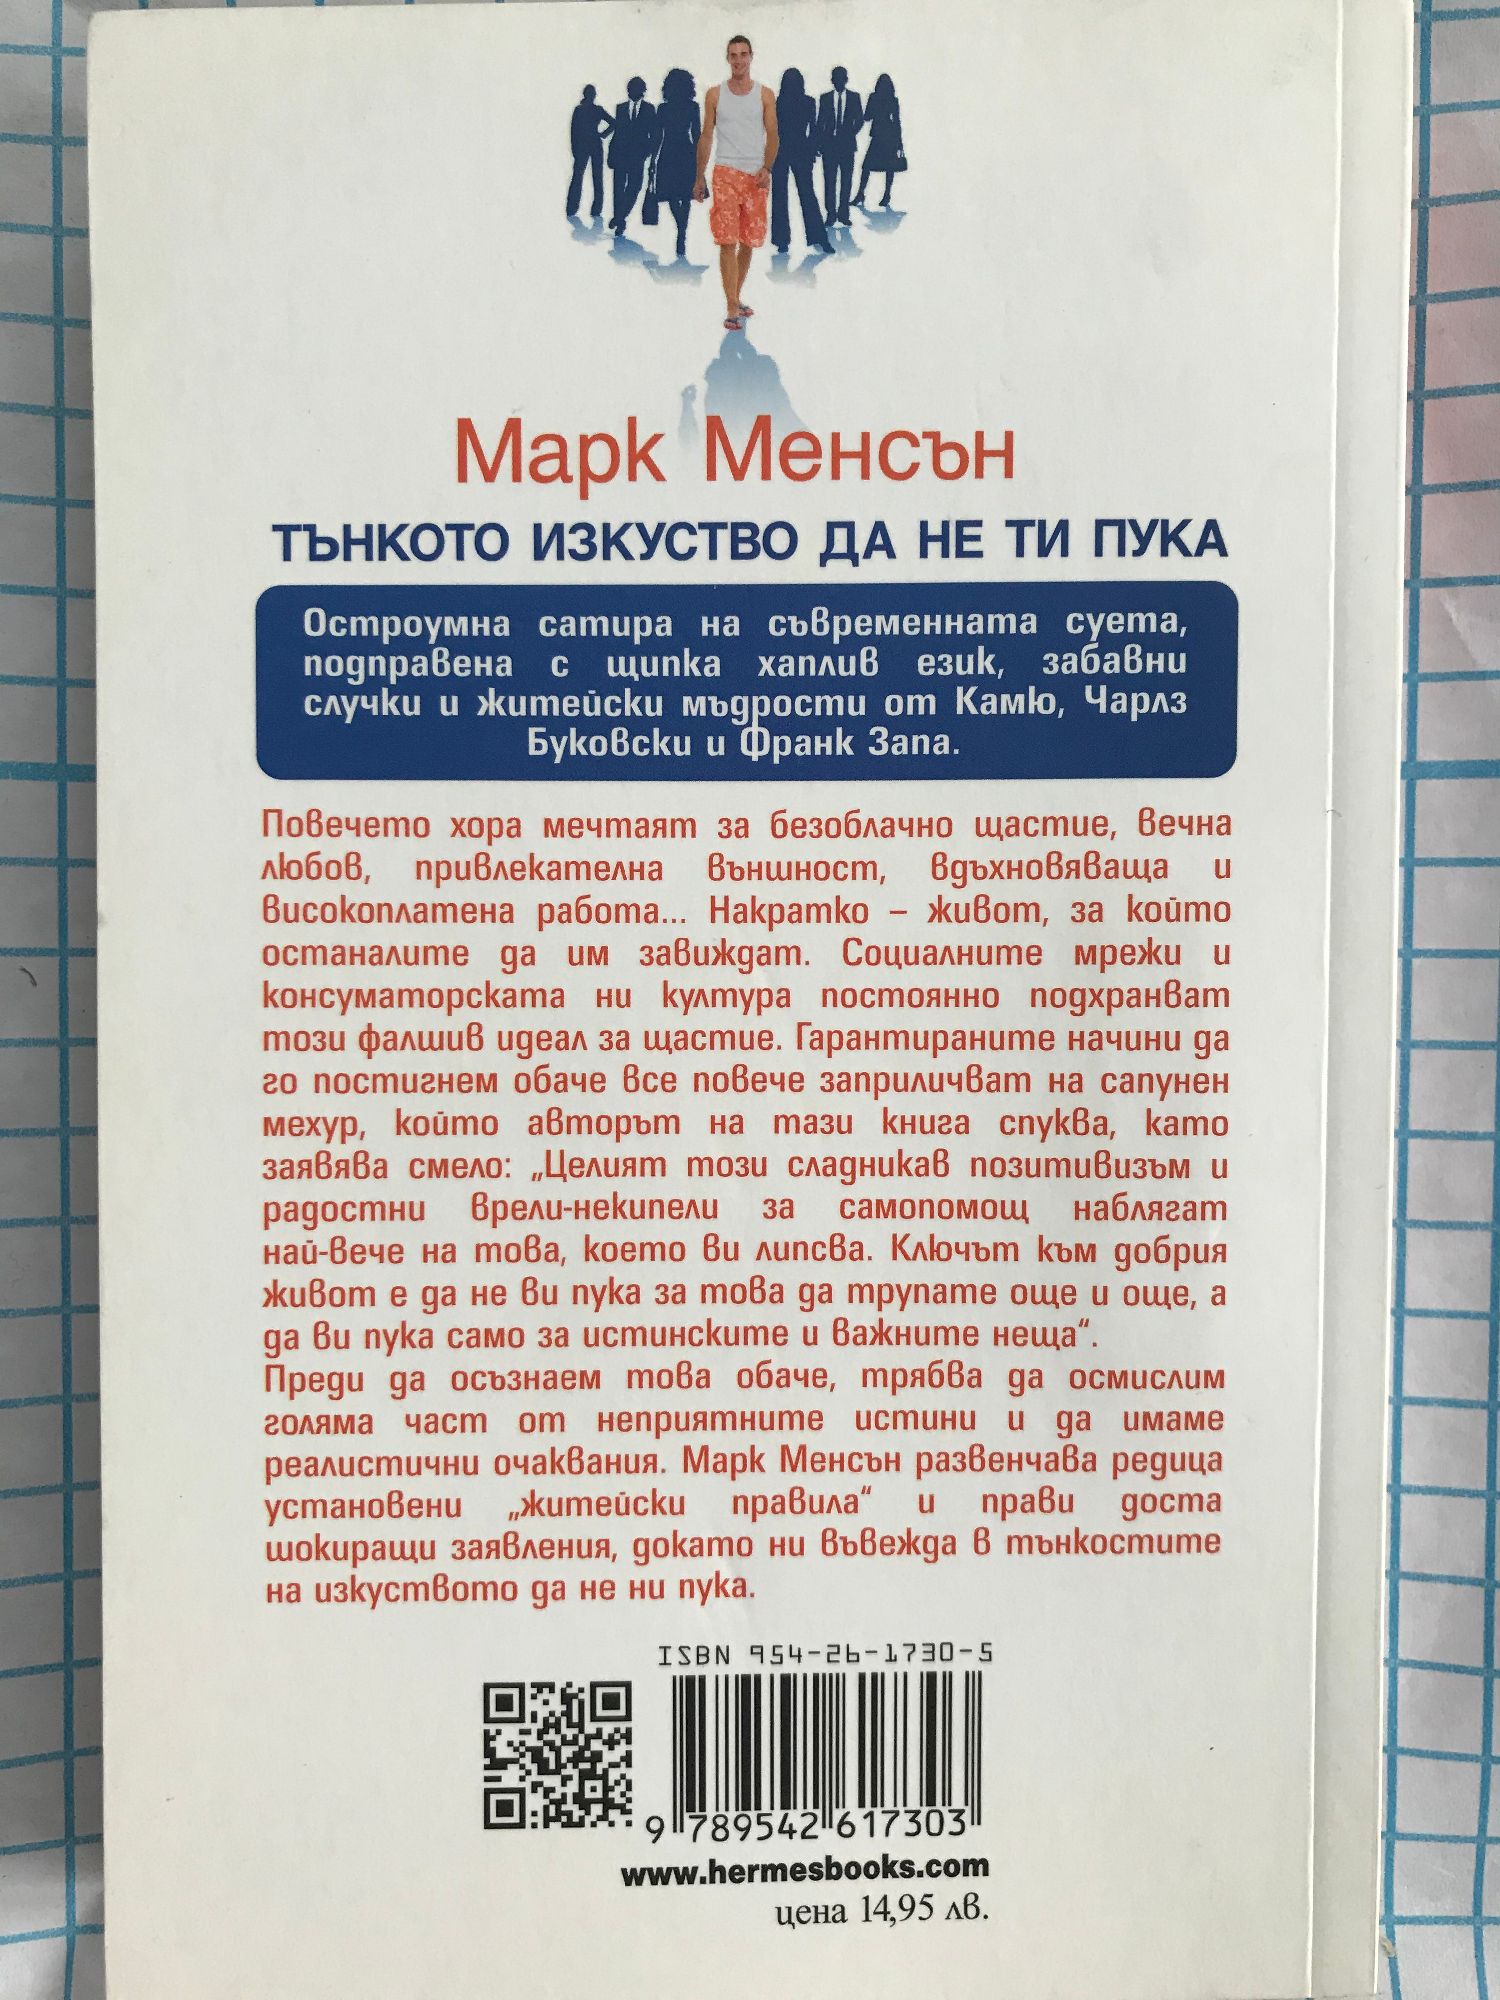 Марк Менсън
ТЪНКОТО ИЗКУСТВО ДА НЕ ТИ ПУКА
Остроумна сатира на съвременната суета,
подправена с щипка хаплив език, забавни
случки и житейски мъдрости от Камю, Чарлз
Буковски и Франк Запа.
Повечето хора мечтаят за безоблачно щастие, вечна
любов, привлекателна външност, вдъхновяваща и
високоплатена работа... Накратко – живот, за който
останалите да им завиждат. Социалните мрежи и
консуматорската ни култура постоянно подхранват
този фалшив идеал за щастие. Гарантираните начини да
го постигнем обаче все повече заприличват на сапунен
мехур, който авторът на тази книга спуква, като
заявява смело: „Целият този сладникав позитивизъм и
радостни врели-некипели за самопомощ наблягат
най-вече на това, което ви липсва. Ключът към добрия
живот е да не ви пука за това да трупате още и още, а
да ви пука само за истинските и важните неща“.
Преди да осъзнаем това обаче, трябва да осмислим
голяма част от неприятните истини и да имаме
реалистични очаквания. Марк Менсън развенчава редица
установени „житейски правила“ и прави доста
шокиращи заявления, докато ни въвежда в тънкостите
на изкуството да не ни пука.
ISBN 954-26-1730-5
9 789542 617303
www.hermesbooks.com
цена 14,95 лв.